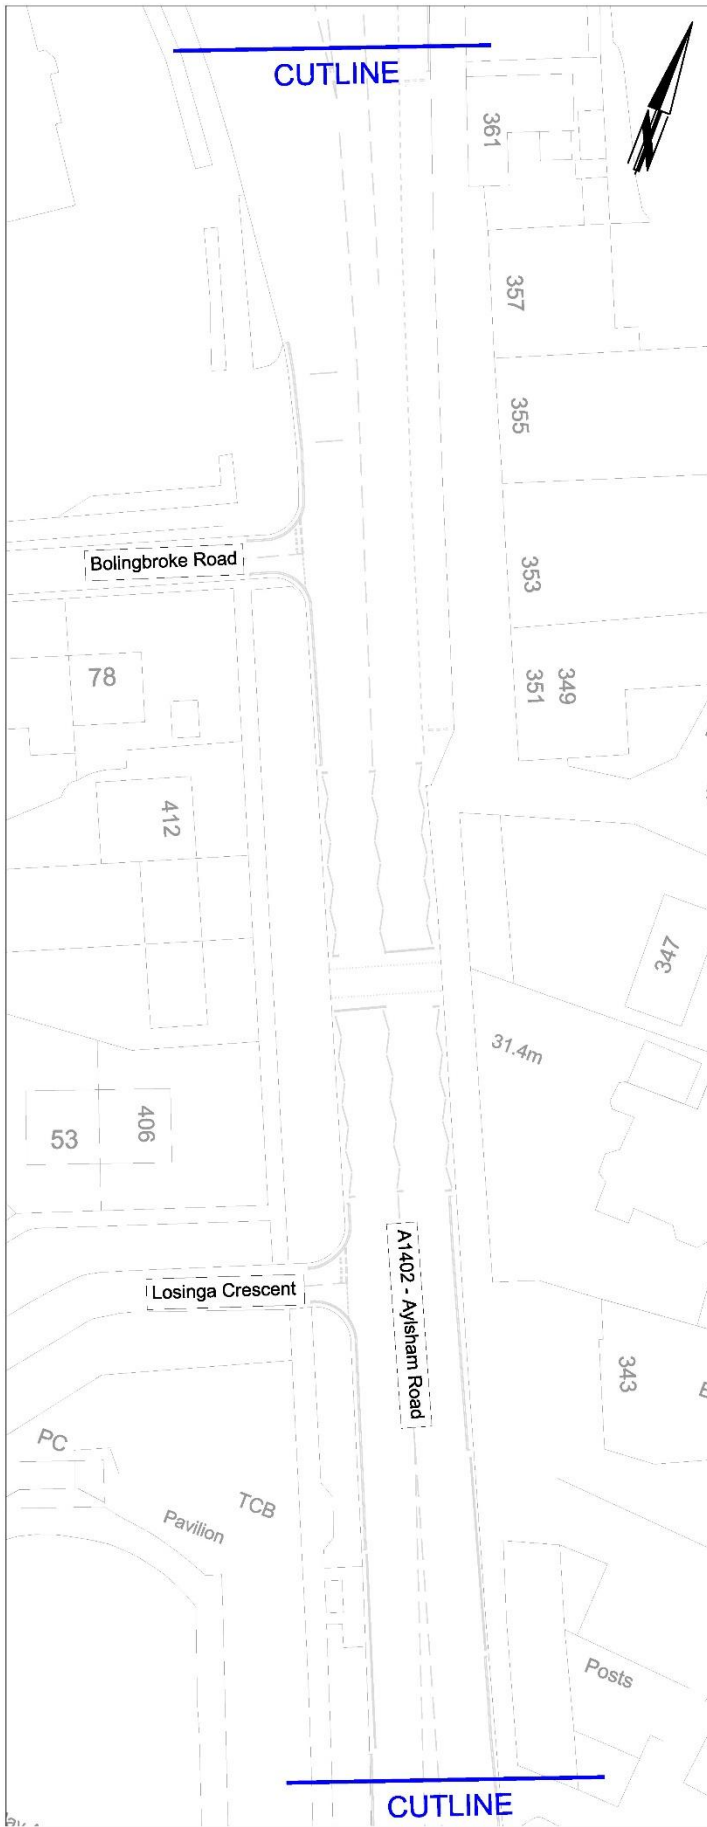 CUTLINE
N
361
357
355
Bolingbroke Road
353
78
349
351
412
347
31.4m
406
53
A1402 - Aylsham Road
Losinga Crescent
343
PC
TCB
Pavilion
Posts
CUTLINE